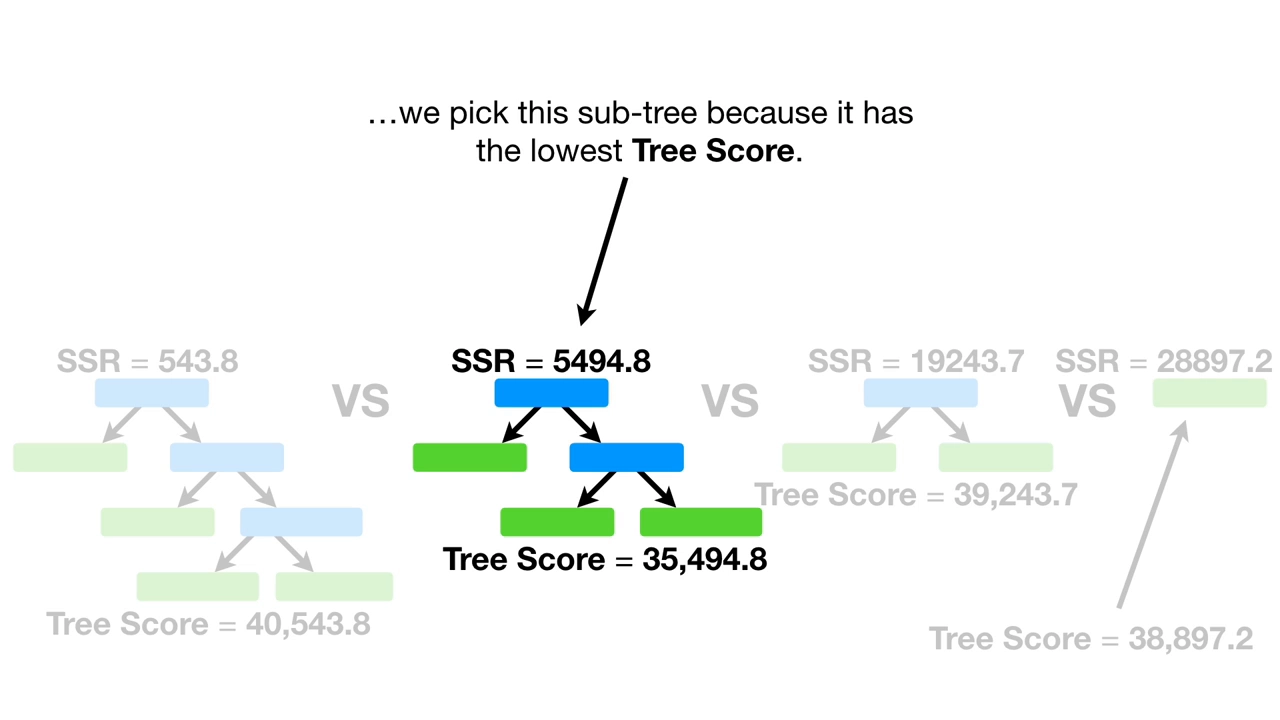 …we pick this sub-tree because it has
the lowest Tree Score.
SSR = 543.8
SSR = 5494.8
SSR = 19243.7
SSR = 28897.2
VS
VS
VS
Tree Score = 39,243.7
Tree Score = 35,494.8
Tree Score = 40,543.8
Tree Score = 38,897.2